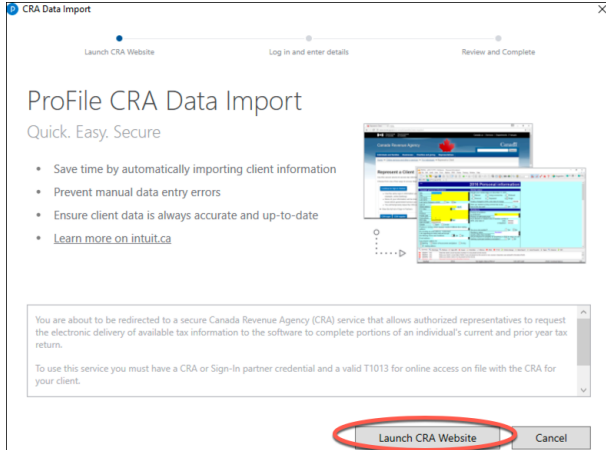 CRA Data Import
Launch CRA Website
Log in and enter details
Review and Complete
ProFile CRA Data Import
Quick. Easy. Secure
• Save time by automatically importing client information
• Prevent manual data entry errors
• Ensure client data is always accurate and up-to-date
• Learn more on intuit.ca
Canada Revenue Agency
Canada
Represent a Client
2016 Personal Information
You are about to be redirected to a secure Canada Revenue Agency (CRA) service that allows authorized representatives to request
the electronic delivery of available tax information to the software to complete portions of an individual's current and prior year tax
return.
To use this service you must have a CRA or Sign-In partner credential and a valid T1013 for online access on file with the CRA for
your client.
Launch CRA Website
Cancel